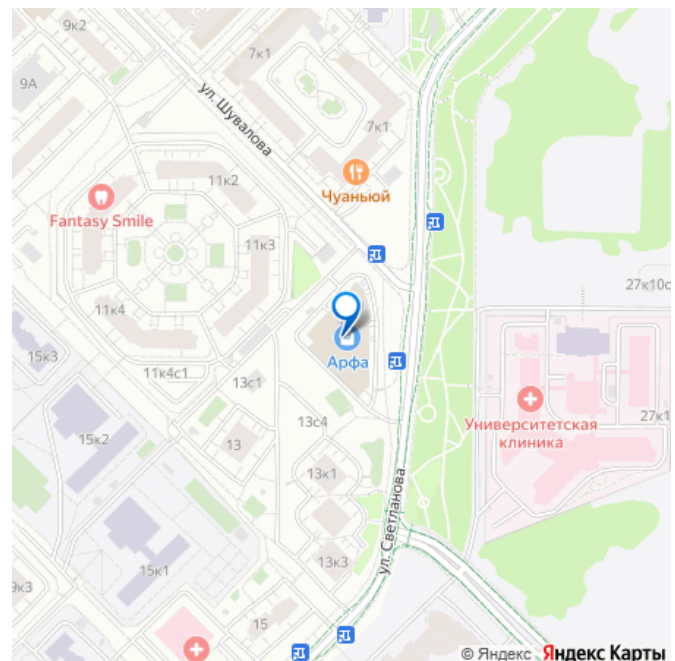 9к2
7к1
9А
ул. Шувалова
7к1
Чуаньюй
11к2
Fantasy Smile
11к3
27к10с
11к4
15к3
Арфа
11к4с1
13с1
13с4
Университетская
клиника
27к1
13
15к2
13к1
ул. Светланова
13к3
15к1
9к3
15
© Яндекс Яндекс Карты